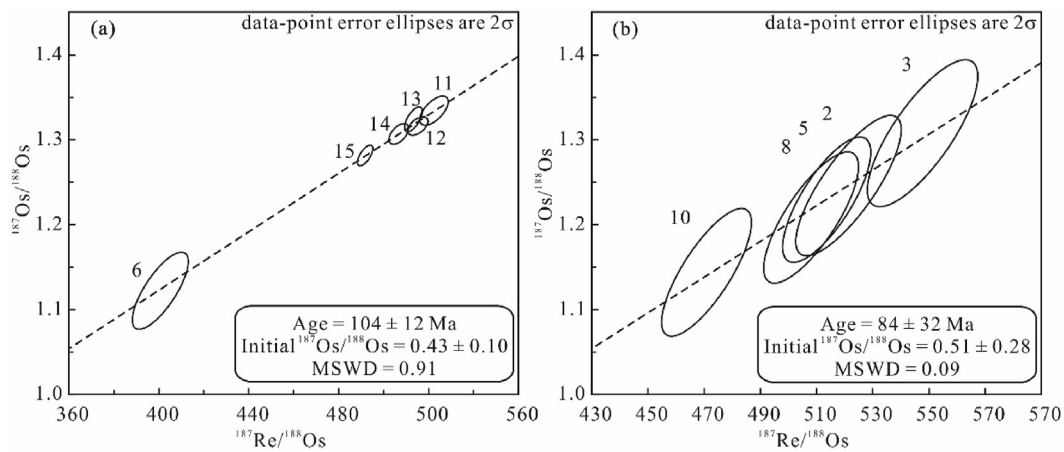 (a) data-point error ellipses are 2σ
1.4
1.3
1.2
1.1
1.0
¹⁸⁷Os/¹⁸⁸Os
11
13
12
14
15
6
Age = 104 ± 12 Ma
Initial ¹⁸⁷Os/¹⁸⁸Os = 0.43 ± 0.10
MSWD = 0.91
360 400 480 500 560
¹⁸⁷Re/¹⁸⁸Os
(b) data-point error ellipses are 2σ
1.4
1.3
1.2
1.1
1.0
¹⁸⁷Os/¹⁸⁸Os
3
2
5
8
10
Age = 84 ± 32 Ma
Initial ¹⁸⁷Os/¹⁸⁸Os = 0.51 ± 0.28
MSWD = 0.09
430 450 470 490 510 530 550 570 570
¹⁸⁷Re/¹⁸⁸Os